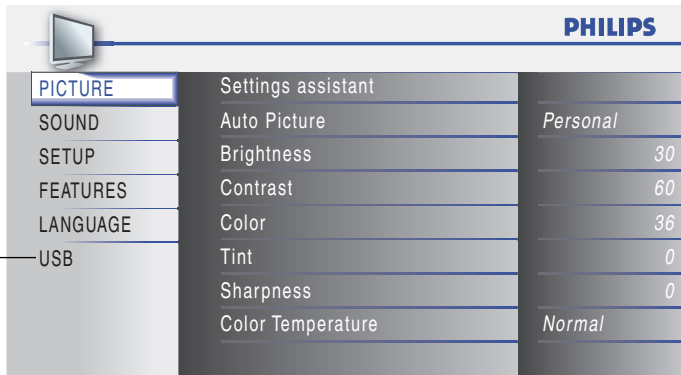 PHILIPS
PICTURE
SOUND
SETUP
FEATURES
LANGUAGE
USB
Settings assistant
Auto Picture Personal
Brightness 30
Contrast 60
Color 36
Tint 0
Sharpness 0
Color Temperature Normal